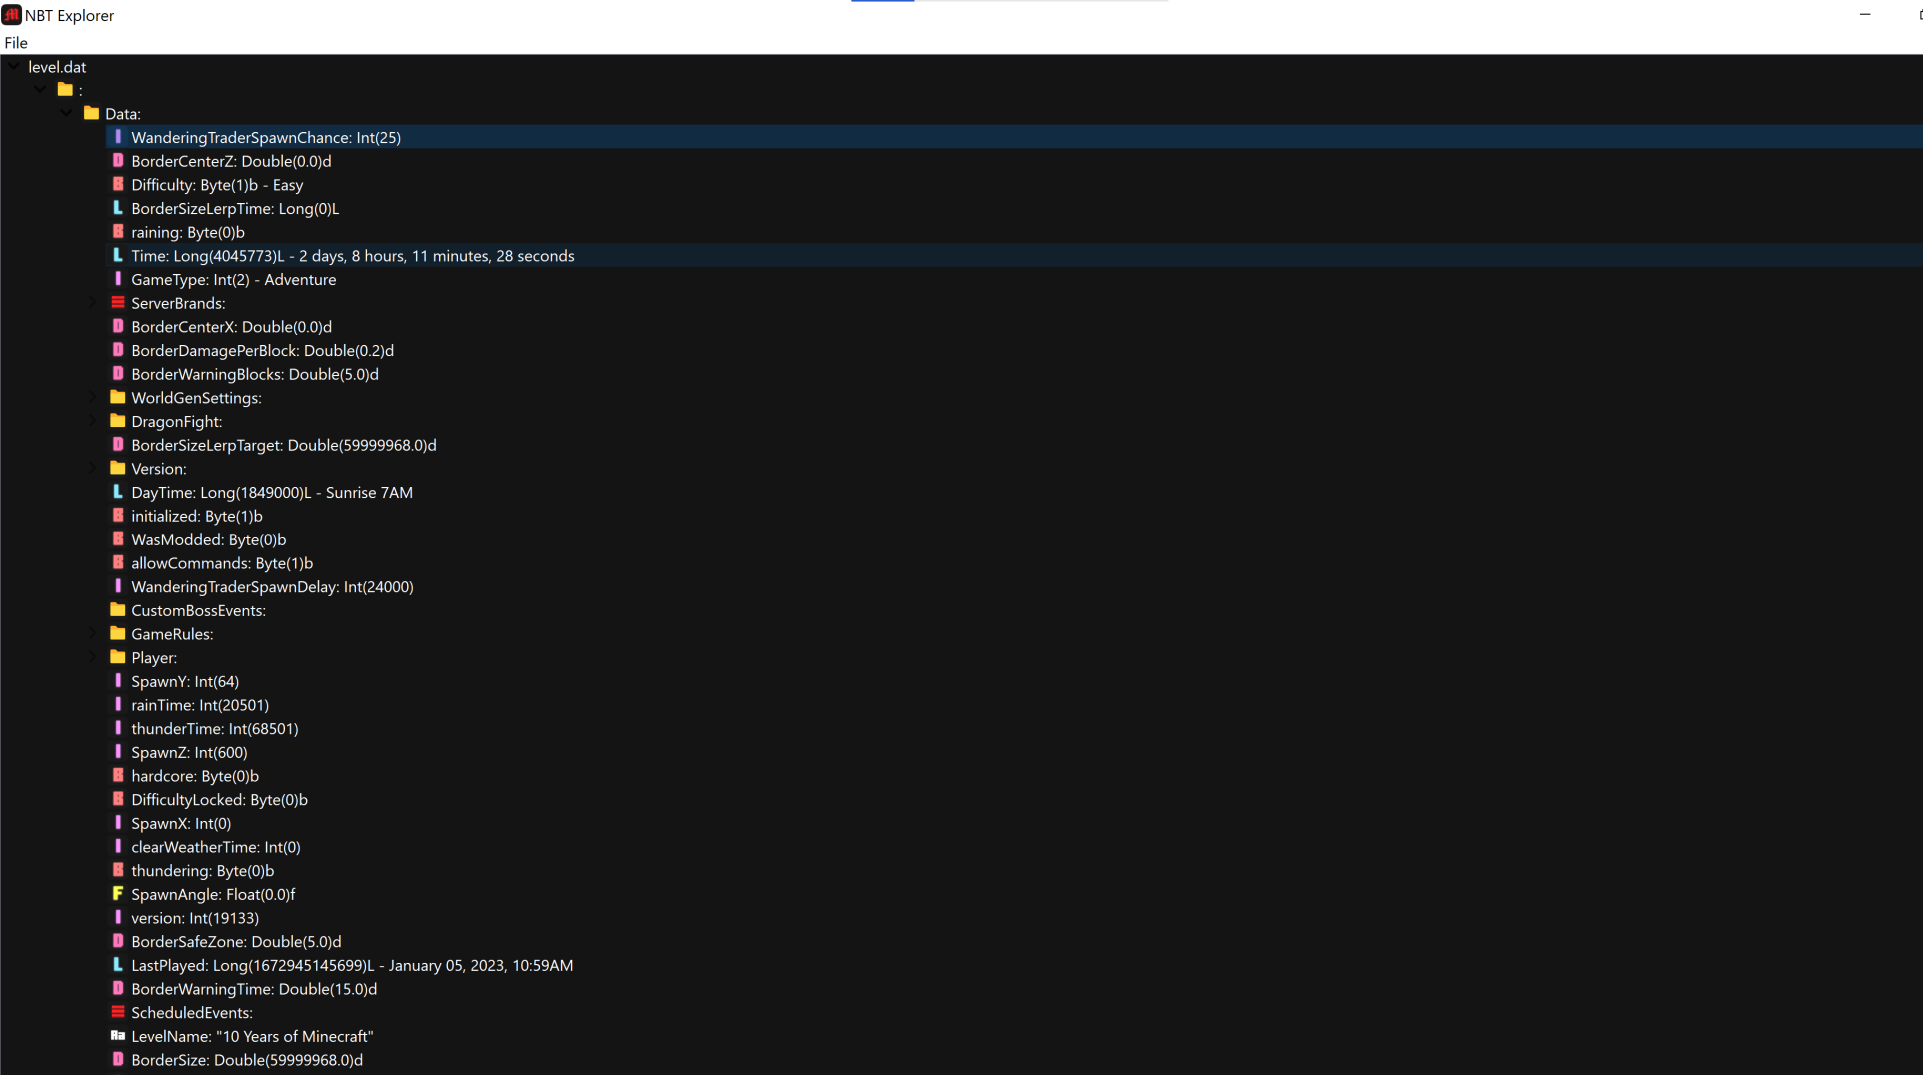 NBT Explorer
File
level.dat
:
Data:
WanderingTraderSpawnChance: Int(25)
BorderCenterZ: Double(0.0)d
Difficulty: Byte(1)b - Easy
BorderSizeLerpTime: Long(0)L
raining: Byte(0)b
Time: Long(4045773)L - 2 days, 8 hours, 11 minutes, 28 seconds
GameType: Int(2) - Adventure
ServerBrands:
BorderCenterX: Double(0.0)d
BorderDamagePerBlock: Double(0.2)d
BorderWarningBlocks: Double(5.0)d
WorldGenSettings:
DragonFight:
BorderSizeLerpTarget: Double(59999968.0)d
Version:
DayTime: Long(1849000)L - Sunrise 7AM
initialized: Byte(1)b
WasModded: Byte(0)b
allowCommands: Byte(1)b
WanderingTraderSpawnDelay: Int(24000)
CustomBossEvents:
GameRules:
Player:
SpawnY: Int(64)
rainTime: Int(20501)
thunderTime: Int(68501)
SpawnZ: Int(600)
hardcore: Byte(0)b
DifficultyLocked: Byte(0)b
SpawnX: Int(0)
clearWeatherTime: Int(0)
thundering: Byte(0)b
SpawnAngle: Float(0.0)f
version: Int(19133)
BorderSafeZone: Double(5.0)d
LastPlayed: Long(1672945145699)L - January 05, 2023, 10:59AM
BorderWarningTime: Double(15.0)d
ScheduledEvents:
LevelName: "10 Years of Minecraft"
BorderSize: Double(59999968.0)d